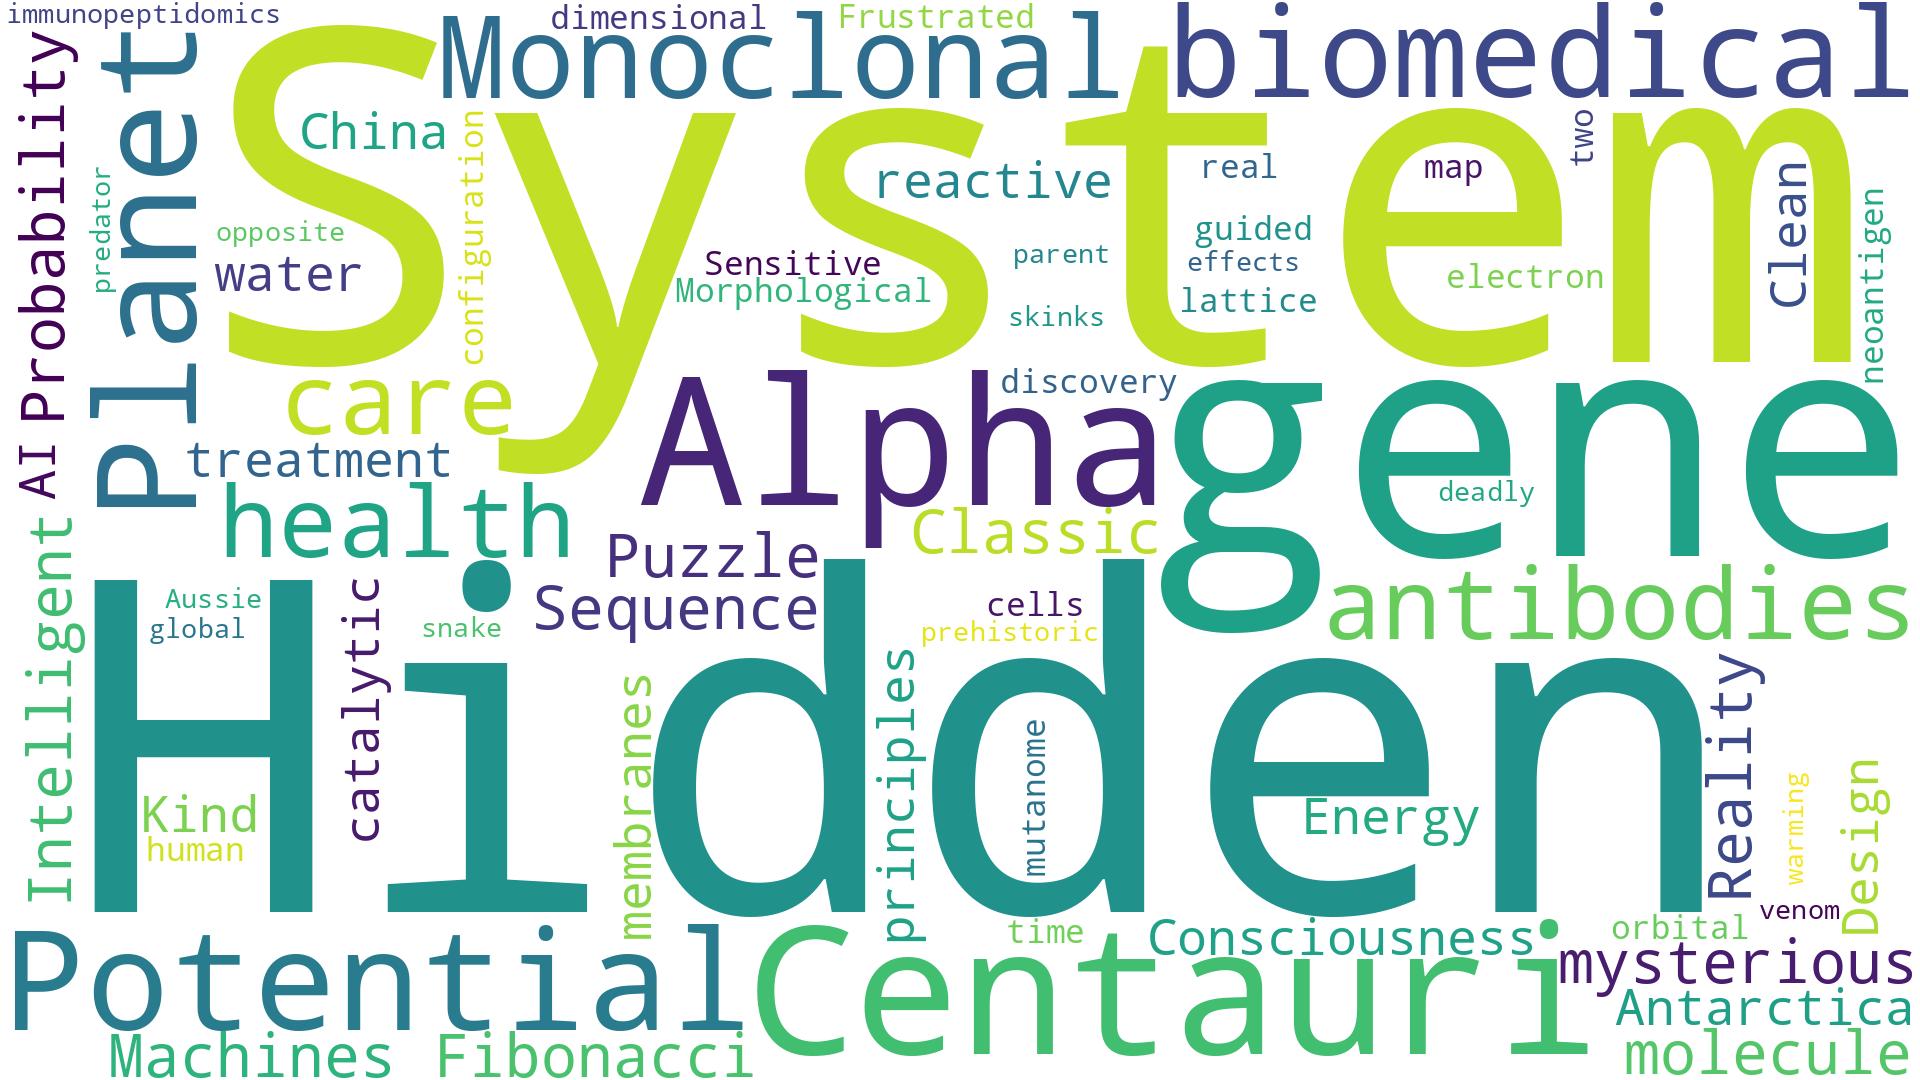 immunopeptidomics
dimensional
Frustrated
Monoclonal
biomedical
System
Planet
Probability
China
configuration
reactive
real
map
two
Clean
predator
opposite
water
Sensitive
Morphological
parent
guided
effects
electron
neoantigen
lattice
skinks
care
Alpha
discovery
gene
AI
treatment
health
Classic
deadly
Intelligent
Puzzle
Sequence
antibodies
Aussie
global
catalytic
snake
cells
prehistoric
Hidden
membranes
principles
mutanome
Reality
Kind
human
Energy
warming
Design
venom
Potential
Centauri
time
Consciousness
orbital
mysterious
Antarctica
Machines
Fibonacci
molecule